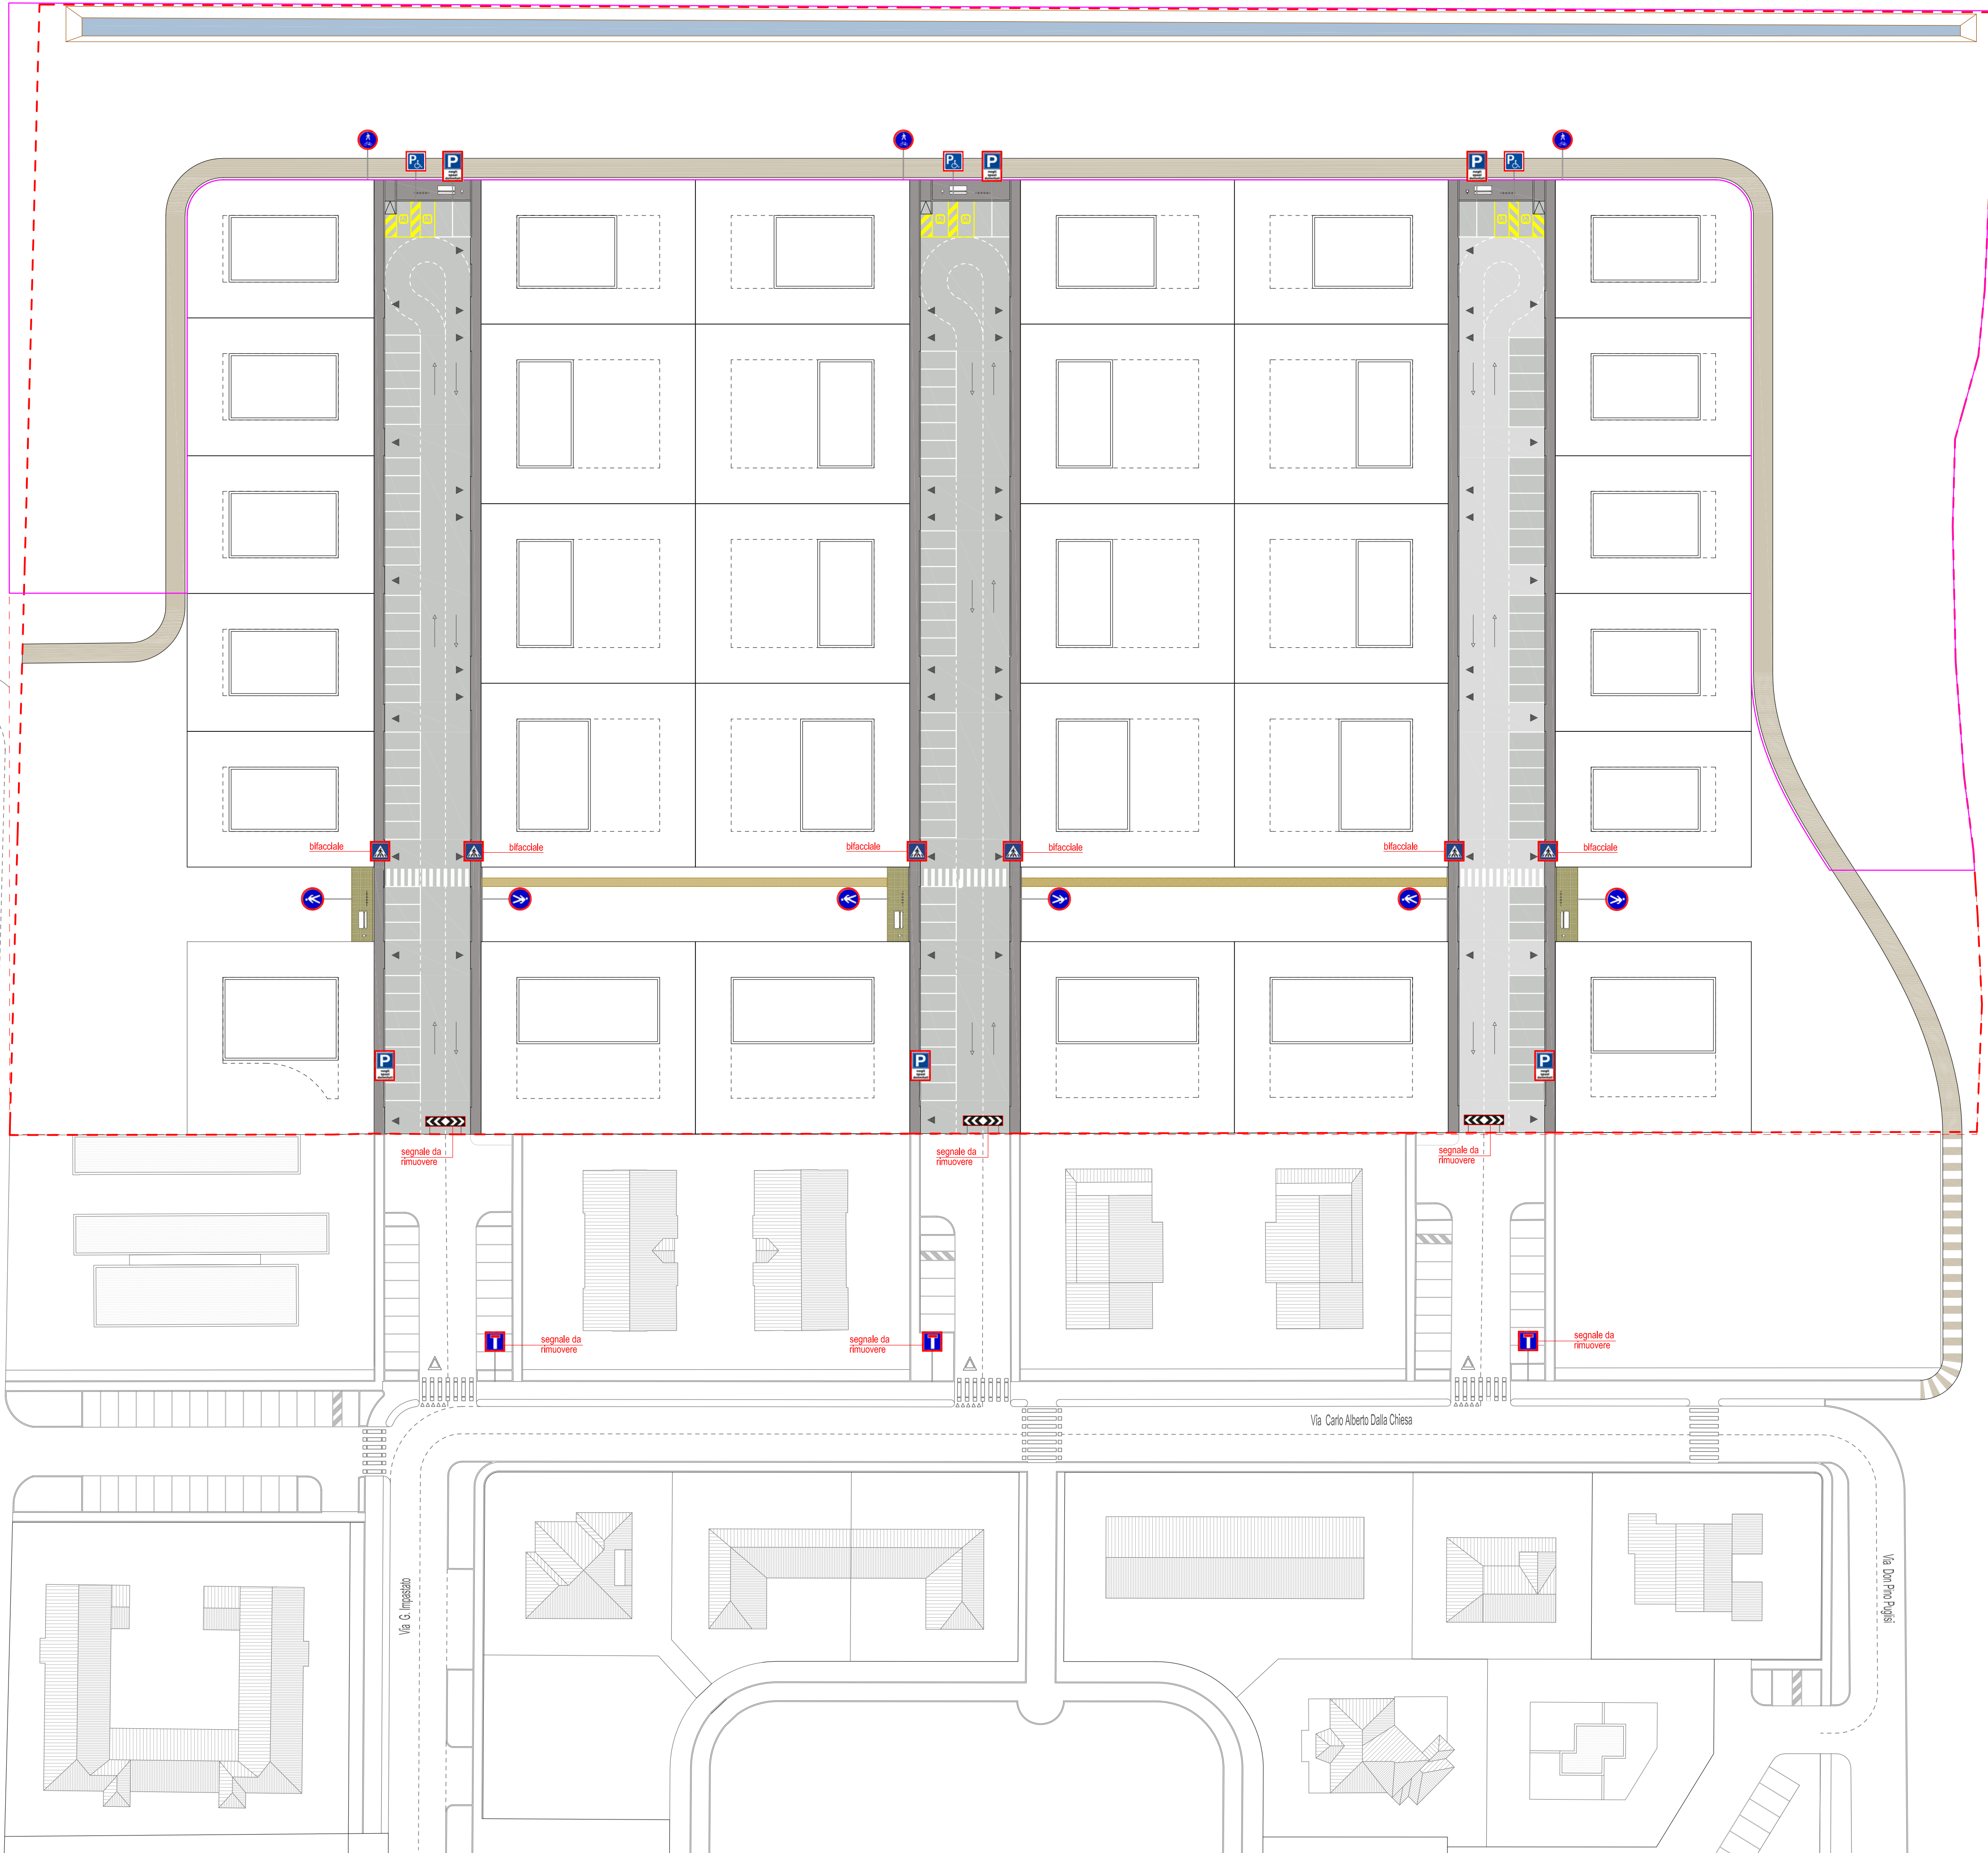 P
P
P
P
P
P
bifacciale
bifacciale
bifacciale
bifacciale
bifacciale
bifacciale
P
P
P
segnale da
rimuovere
segnale da
rimuovere
segnale da
rimuovere
segnale da
rimuovere
segnale da
rimuovere
segnale da
rimuovere
Via Carlo Alberto Dalla Chiesa
Via G. Impastato
Via Don Pino Puglisi